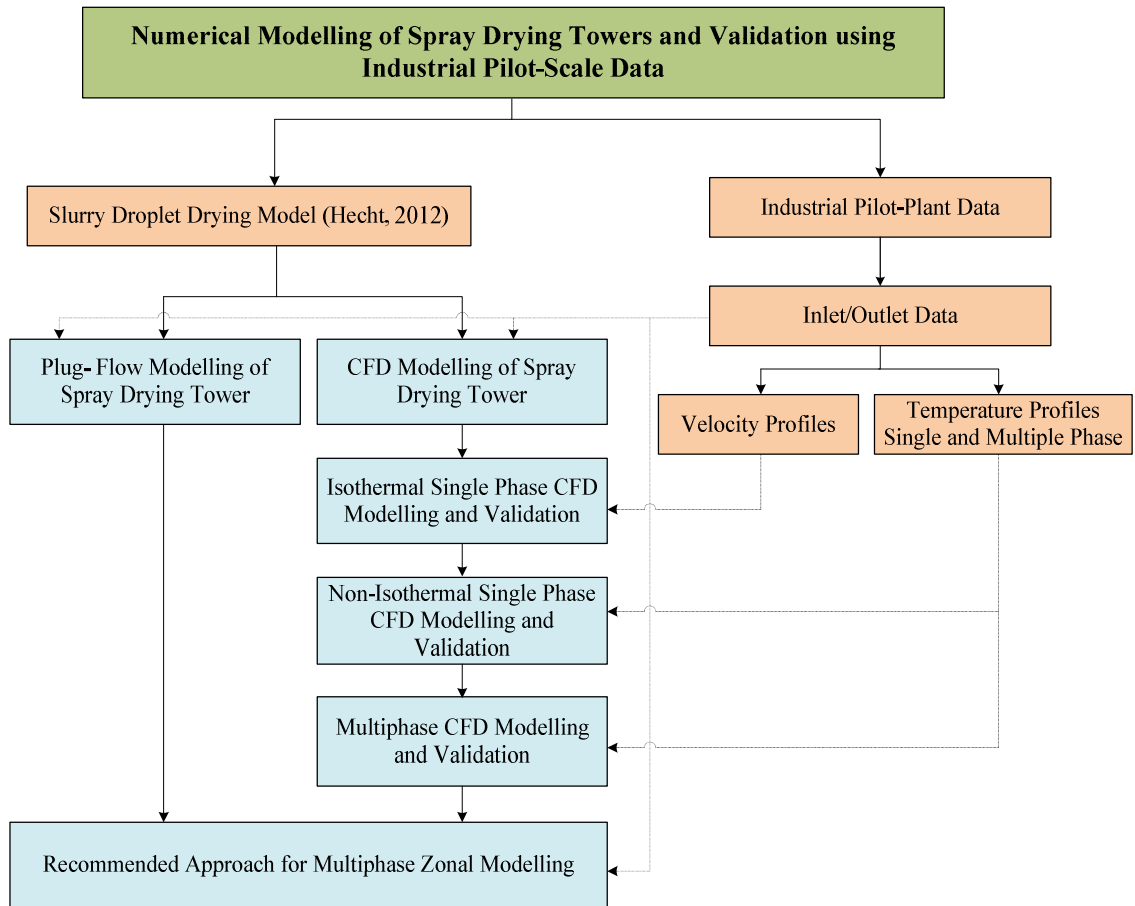 Numerical Modelling of Spray Drying Towers and Validation using
Industrial Pilot-Scale Data
Slurry Droplet Drying Model (Hecht, 2012)
Industrial Pilot-Plant Data
Inlet/Outlet Data
Plug- Flow Modelling of
Spray Drying Tower
CFD Modelling of Spray
Drying Tower
Velocity Profiles
Temperature Profiles
Single and Multiple Phase
Isothermal Single Phase CFD
Modelling and Validation
Non-Isothermal Single Phase
CFD Modelling and
Validation
Multiphase CFD Modelling
and Validation
Recommended Approach for Multiphase Zonal Modelling